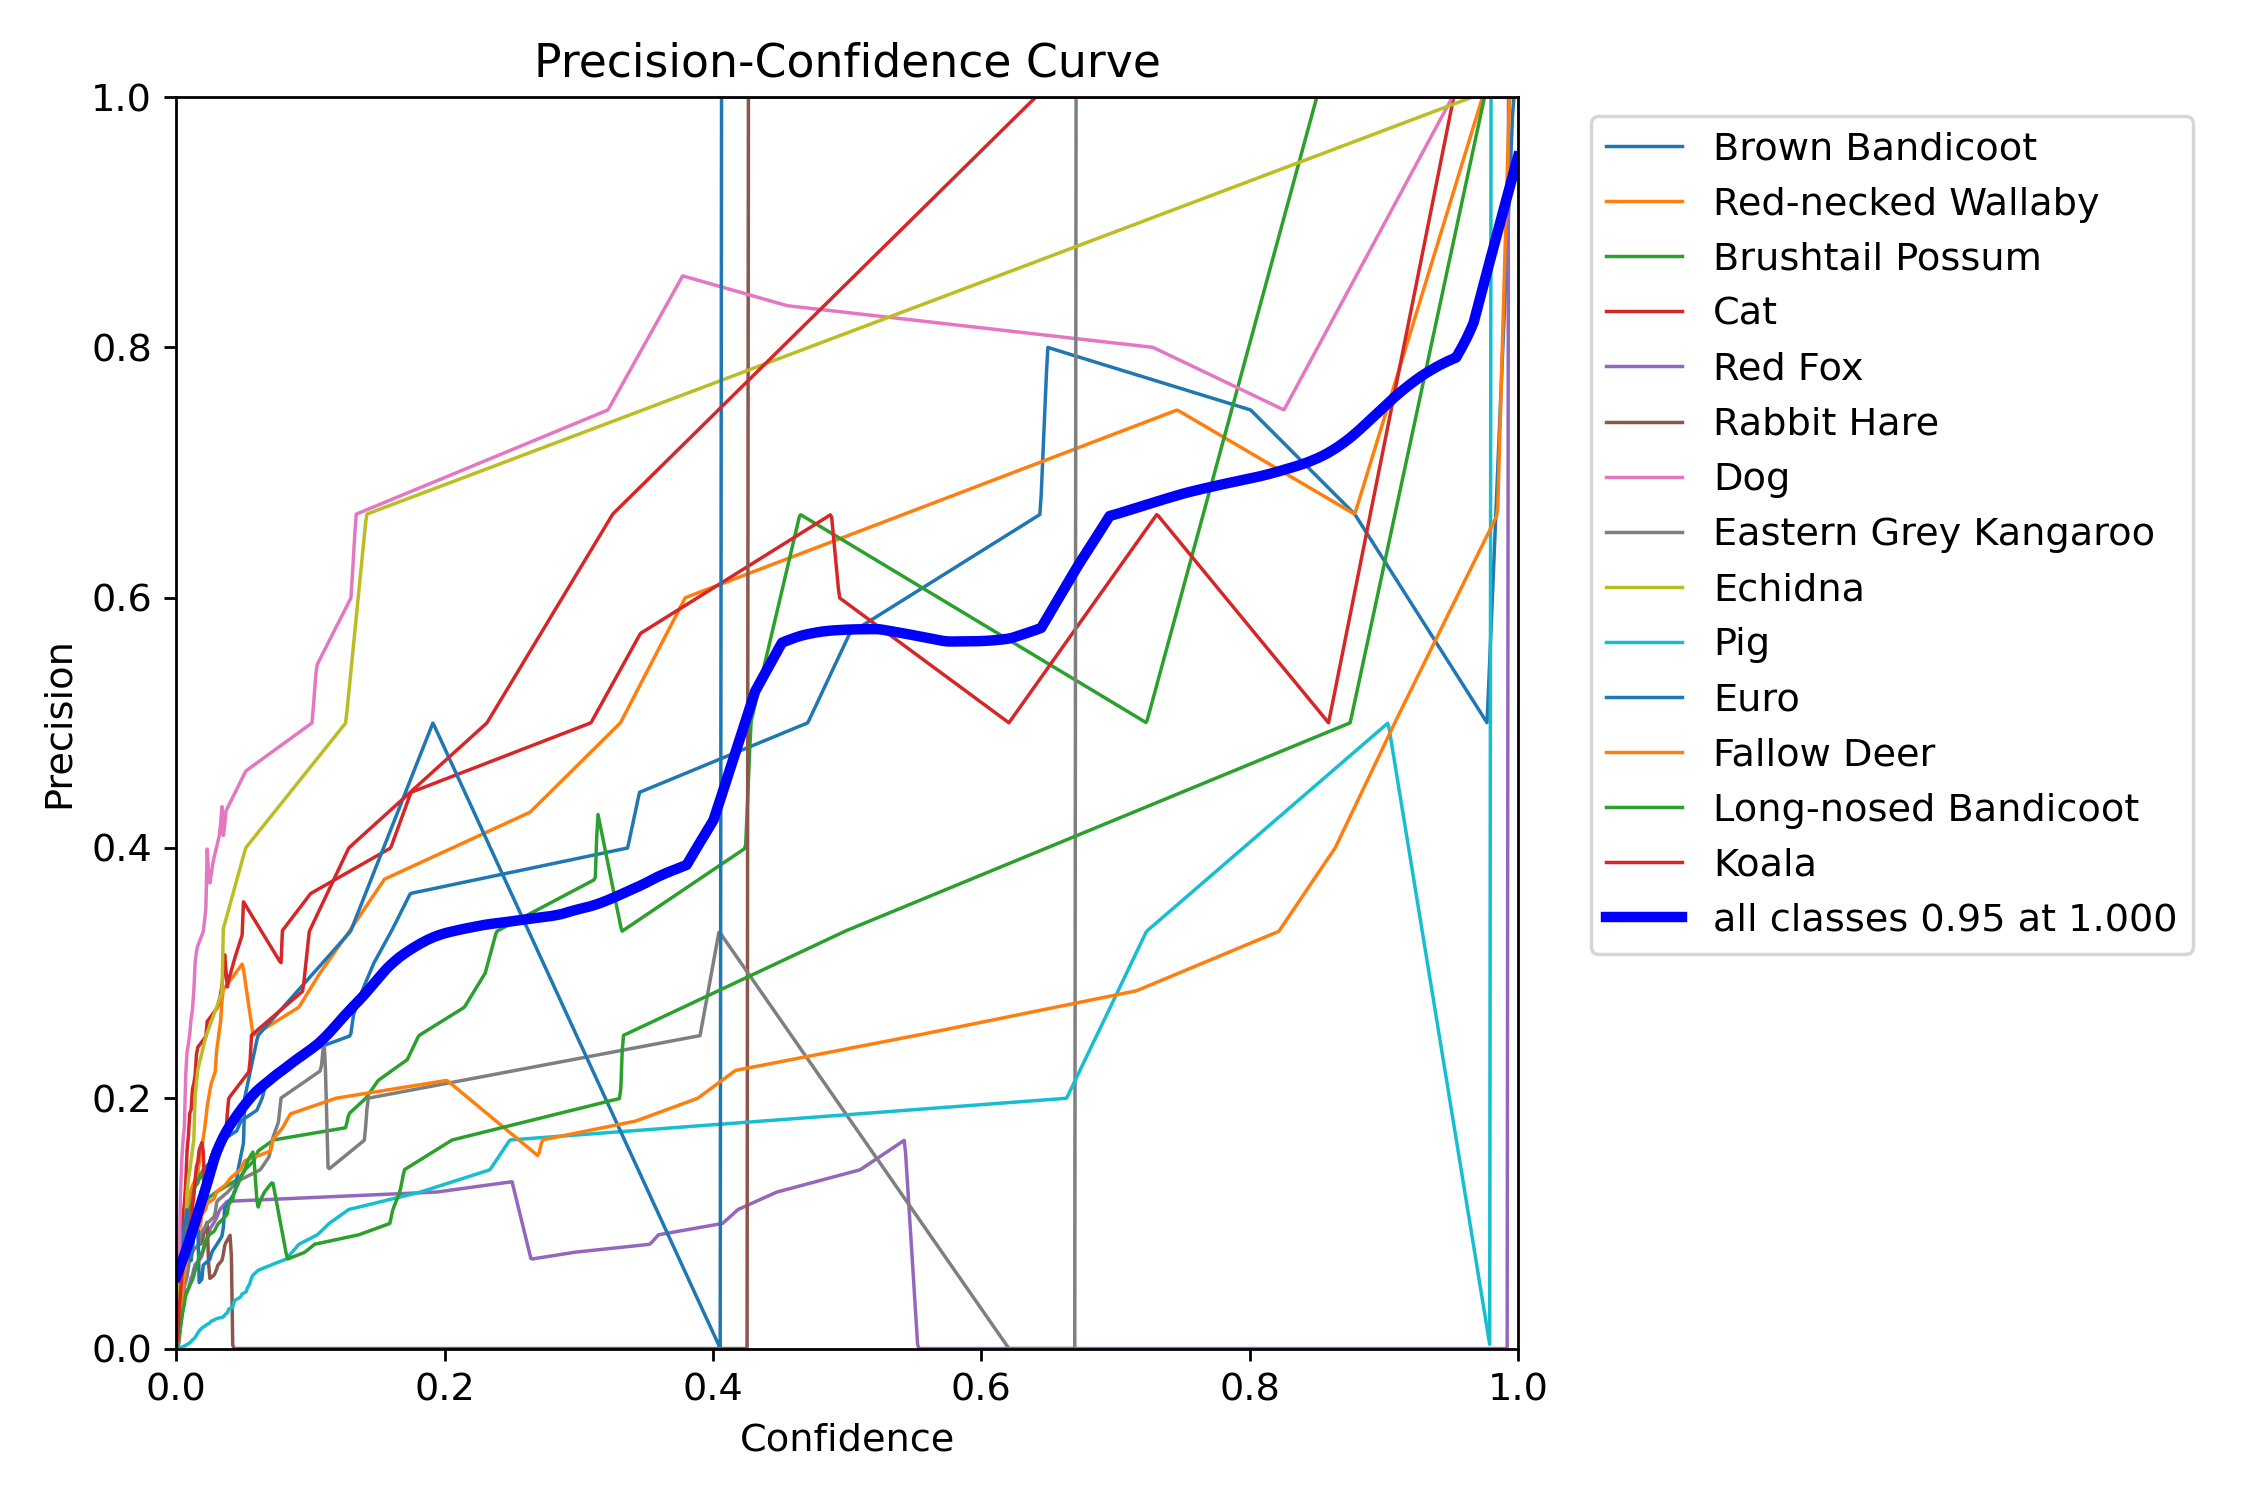 Precision-Confidence Curve
1.0
0.8
0.6
0.4
0.2
0.0
Precision
0.0 0.2 0.4 0.6 0.8 1.0
Confidence
Brown Bandicoot
Red-necked Wallaby
Brushtail Possum
Cat
Red Fox
Rabbit Hare
Dog
Eastern Grey Kangaroo
Echidna
Pig
Euro
Fallow Deer
Long-nosed Bandicoot
Koala
all classes 0.95 at 1.000